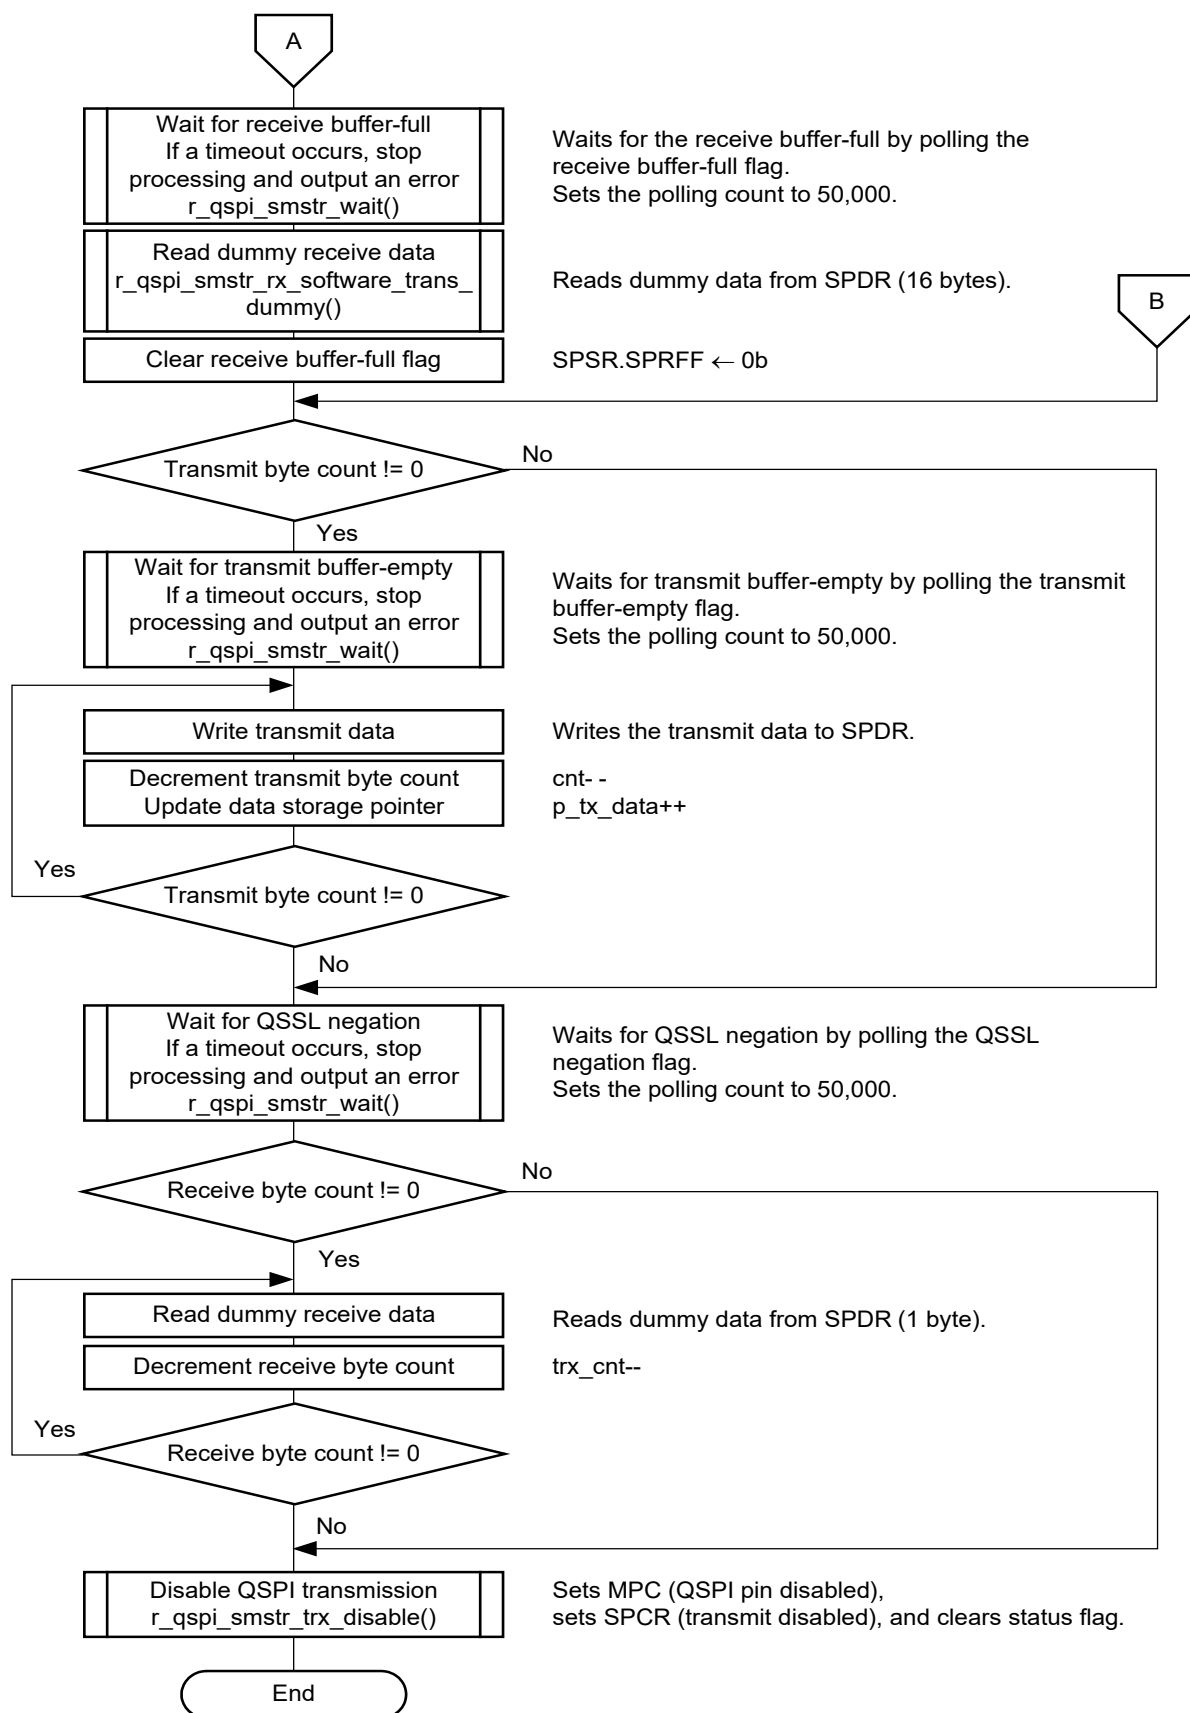 A
Wait for receive buffer-full
If a timeout occurs, stop
processing and output an error
r_qspi_smstr_wait()
Waits for the receive buffer-full by polling the
receive buffer-full flag.
Sets the polling count to 50,000.
Read dummy receive data
r_qspi_smstr_rx_software_trans_
dummy()
Reads dummy data from SPDR (16 bytes).
B
Clear receive buffer-full flag
SPSR.SPRFF ← 0b
Transmit byte count != 0
No
Yes
Wait for transmit buffer-empty
If a timeout occurs, stop
processing and output an error
r_qspi_smstr_wait()
Waits for transmit buffer-empty by polling the transmit
buffer-empty flag.
Sets the polling count to 50,000.
Write transmit data
Writes the transmit data to SPDR.
Decrement transmit byte count
Update data storage pointer
cnt- -
p_tx_data++
Yes
Transmit byte count != 0
No
Wait for QSSL negation
If a timeout occurs, stop
processing and output an error
r_qspi_smstr_wait()
Waits for QSSL negation by polling the QSSL
negation flag.
Sets the polling count to 50,000.
Receive byte count != 0
No
Yes
Read dummy receive data
Reads dummy data from SPDR (1 byte).
Decrement receive byte count
trx_cnt--
Yes
Receive byte count != 0
No
Disable QSPI transmission
r_qspi_smstr_trx_disable()
Sets MPC (QSPI pin disabled),
sets SPCR (transmit disabled), and clears status flag.
End